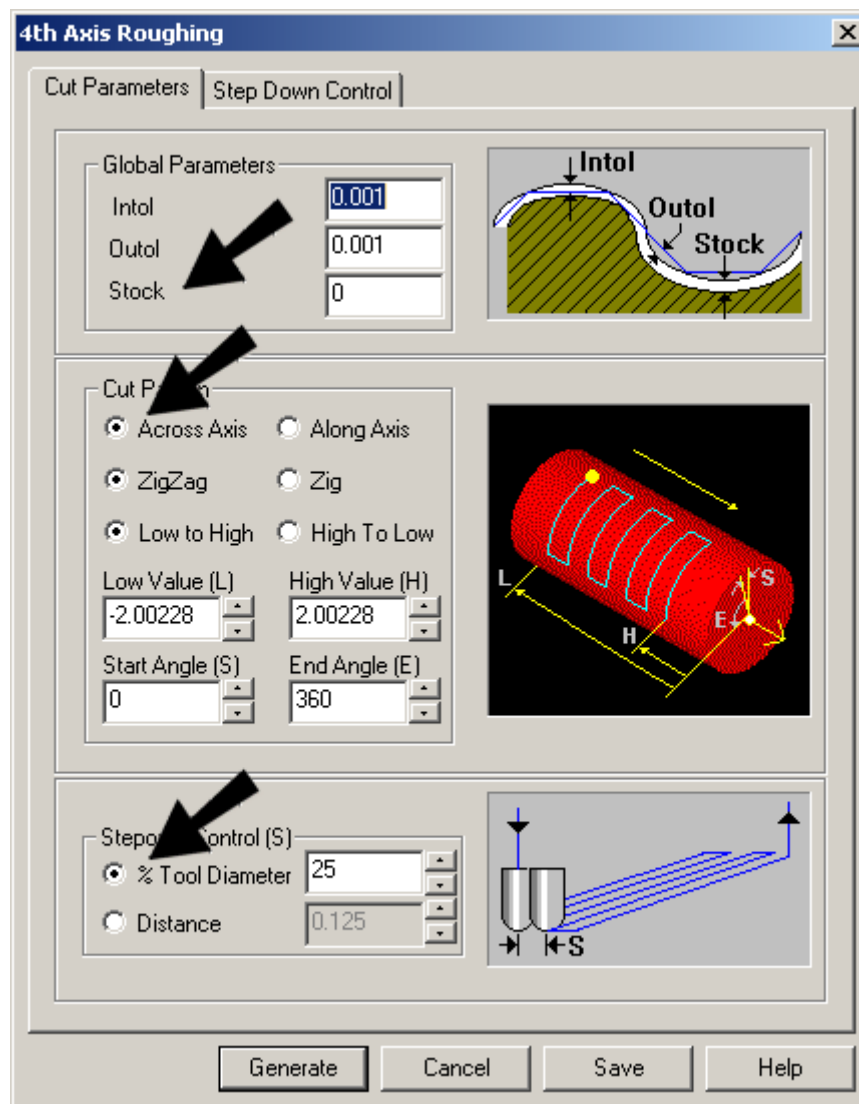 4th Axis Roughing
Cut Parameters
Step Down Control
Global Parameters
Intol
0.001
Outol
0.001
Stock
0
Intol
Outol
Stock
Cut
Across Axis
Along Axis
ZigZag
Zig
Low to High
High To Low
Low Value (L)
High Value (H)
-2.00228
2.00228
Start Angle (S)
End Angle (E)
0
360
L
H
S
E
Control (S)
% Tool Diameter
25
Distance
0.125
S
Generate
Cancel
Save
Help